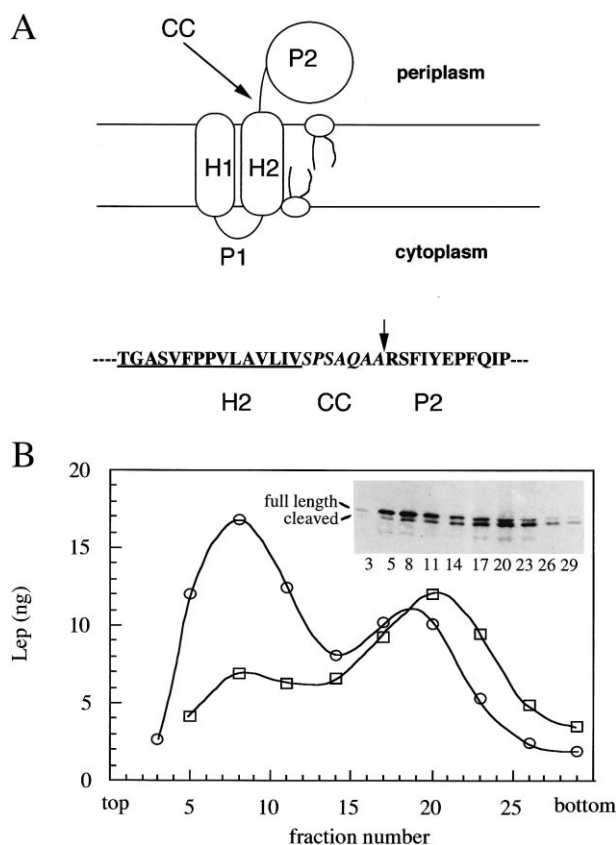 A
CC
P2
periplasm
H1 H2
P1
cytoplasm
----TGASVFPPVLAVLIVSPSAQAARSFIYEPFQIP---
H2 CC P2
B
20
15
10
5
0
Lep (ng)
full length
cleaved
3 5 8 11 14 17 20 23 26 29
top 5 10 15 20 25 bottom
fraction number